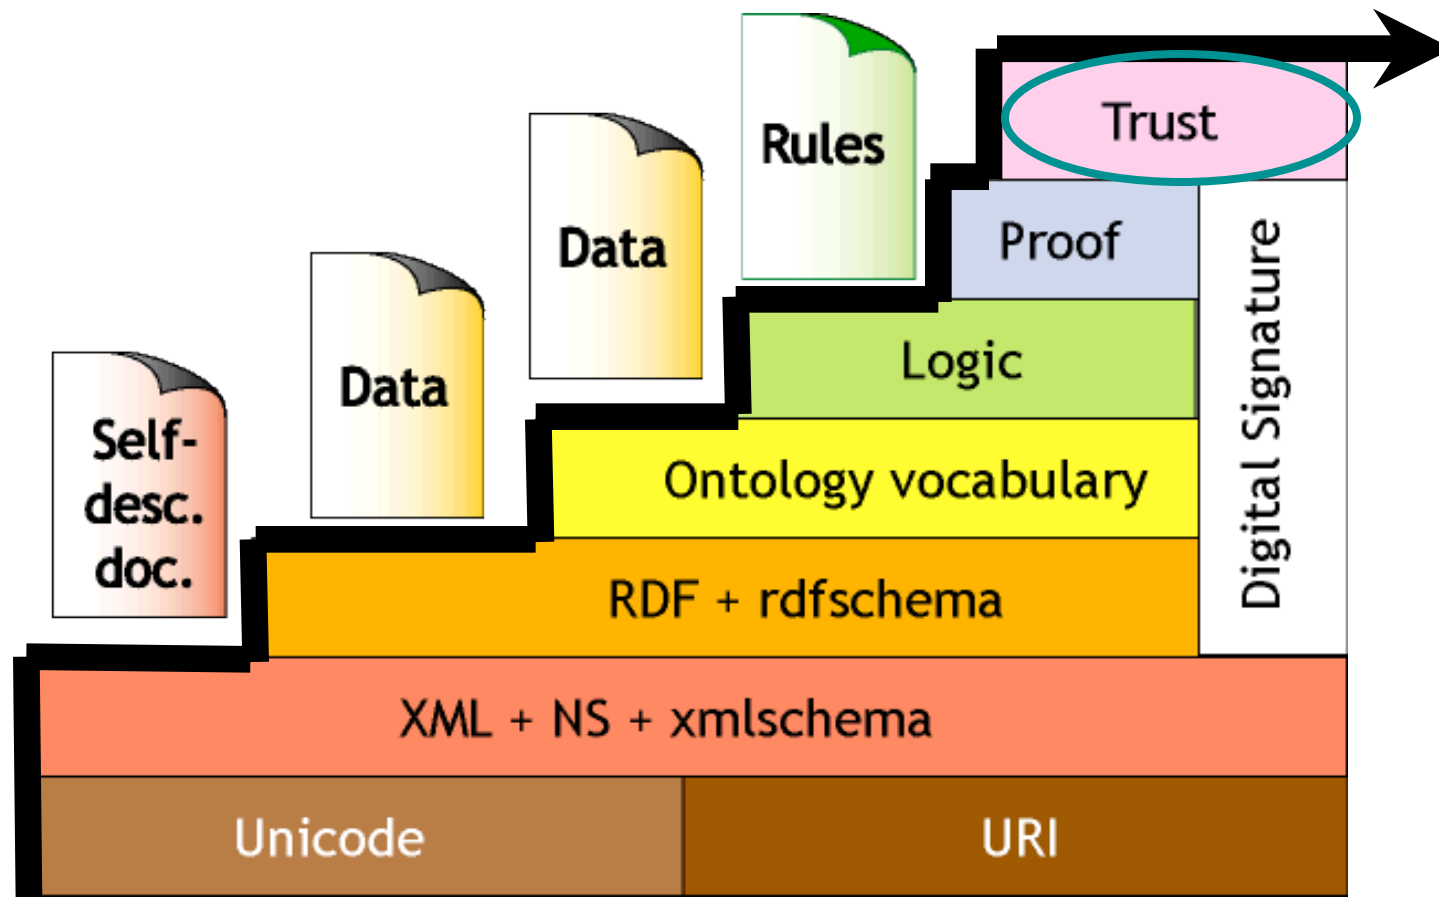 Rules
Trust
Data
Proof
Data
Logic
Self-
desc.
doc.
Ontology vocabulary
Digital Signature
RDF + rdfschema
XML + NS + xmlschema
Unicode
URI